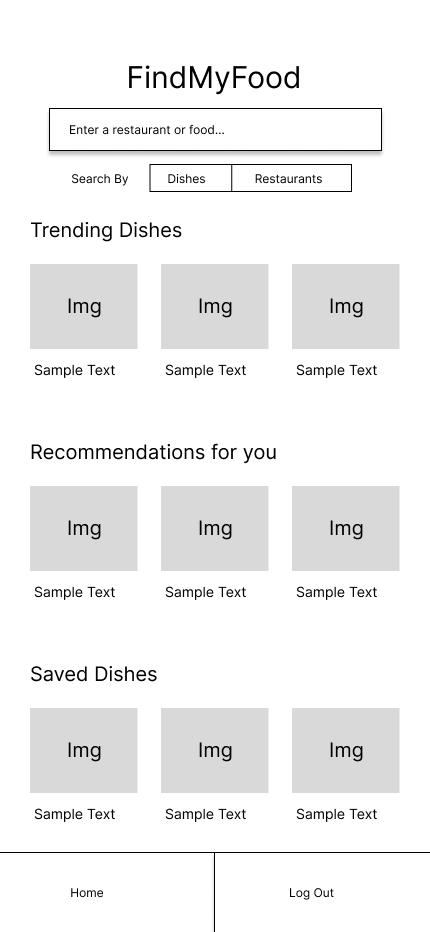 FindMyFood
Enter a restaurant or food...
Search By Dishes Restaurants
Trending Dishes
Img Img Img
Sample Text Sample Text Sample Text
Recommendations for you
Img Img Img
Sample Text Sample Text Sample Text
Saved Dishes
Img Img Img
Sample Text Sample Text Sample Text
Home Log Out